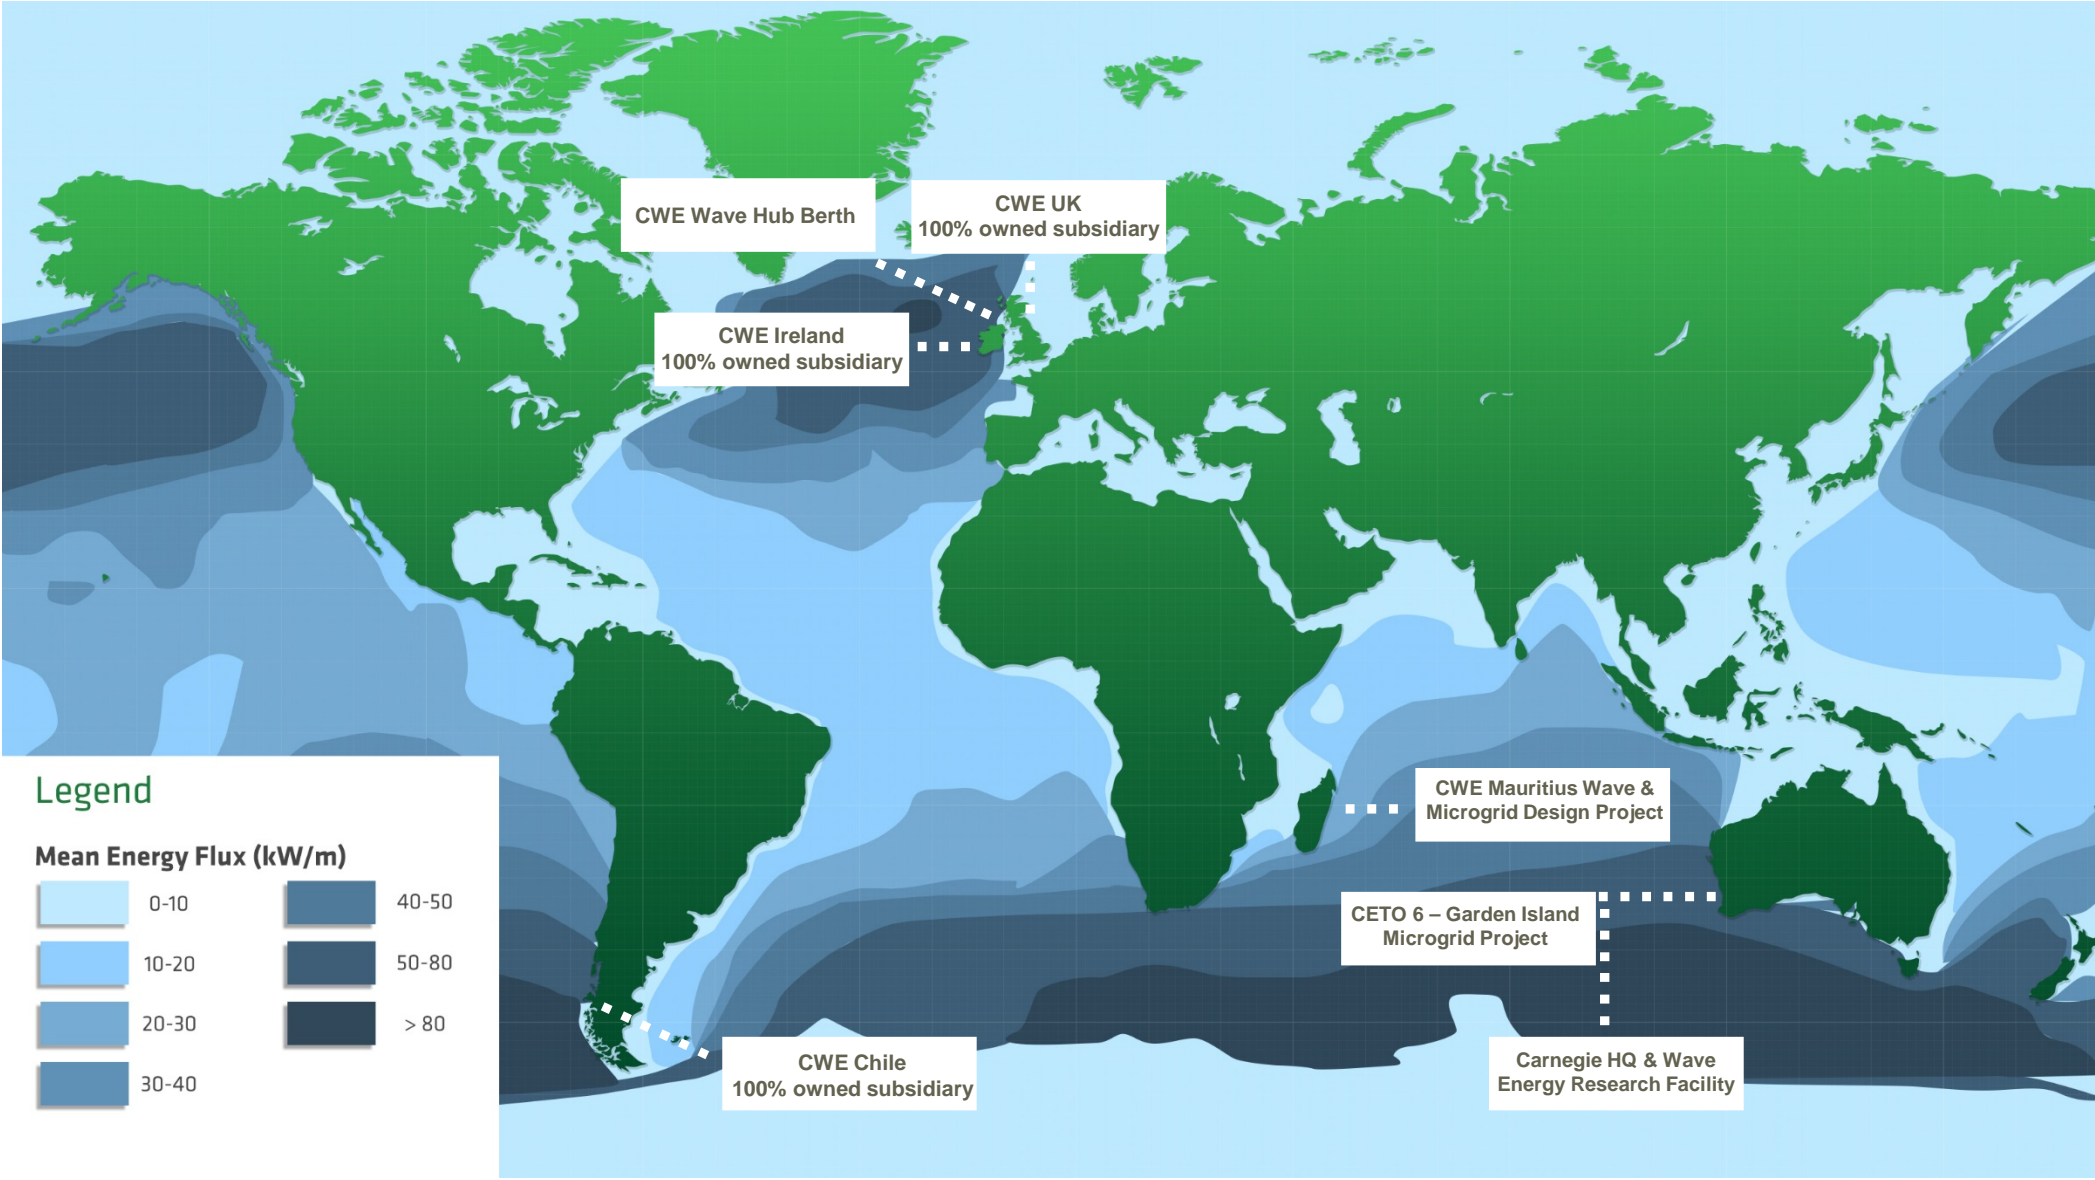 CWE Wave Hub Berth
CWE UK
100% owned subsidiary
CWE Ireland
100% owned subsidiary
CWE Mauritius Wave &
Microgrid Design Project
CETO 6 – Garden Island
Microgrid Project
CWE Chile
100% owned subsidiary
Carnegie HQ & Wave
Energy Research Facility
Legend
Mean Energy Flux (kW/m)
0-10
10-20
20-30
30-40
40-50
50-80
> 80